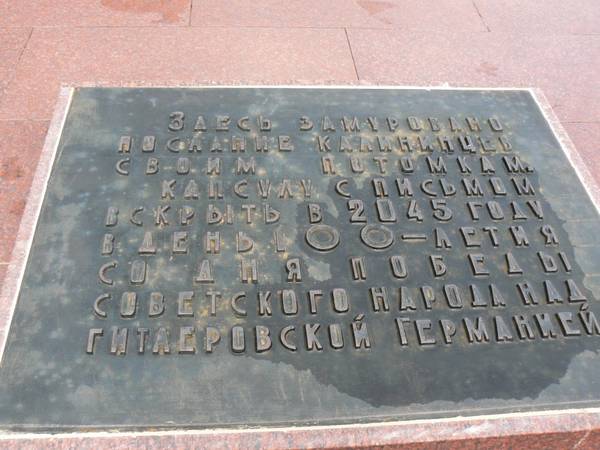 Здесь замуровано
послание калининцев
своим потомкам.
Капсулу с письмом
вскрыть в 2045 году
в день 100–летия
со дня победы
советского народа над
гитлеровской Германией